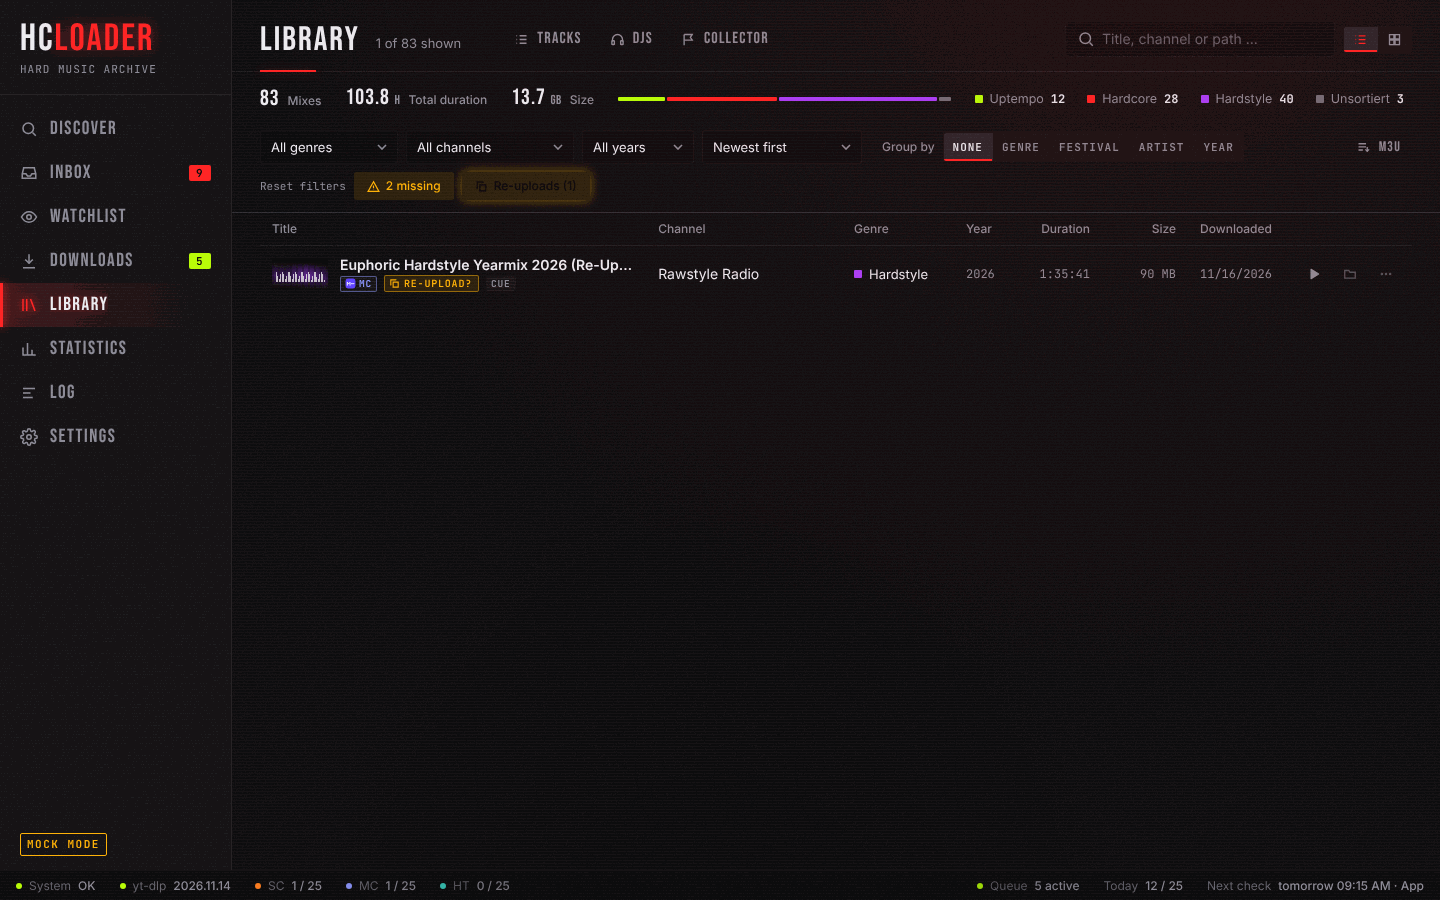 HCLOADER
HARD MUSIC ARCHIVE
DISCOVER
INBOX 9
WATCHLIST
DOWNLOADS 5
LIBRARY
STATISTICS
LOG
SETTINGS
MOCK MODE
LIBRARY 1 of 83 shown TRACKS DJS COLLECTOR Title, channel or path ...
83 Mixes 103.8 H Total duration 13.7 GB Size Uptempo 12 Hardcore 28 Hardstyle 40 Unsortiert 3
All genres All channels All years Newest first Group by NONE GENRE FESTIVAL ARTIST YEAR M3U
Reset filters 2 missing Re-uploads (1)
Title Channel Genre Year Duration Size Downloaded
Euphoric Hardstyle Yearmix 2026 (Re-Up... Rawstyle Radio Hardstyle 2026 1:35:41 90 MB 11/16/2026
MC RE-UPLOAD? CUE
System OK yt-dlp 2026.11.14 SC 1 / 25 MC 1 / 25 HT 0 / 25 Queue 5 active Today 12 / 25 Next check tomorrow 09:15 AM · App